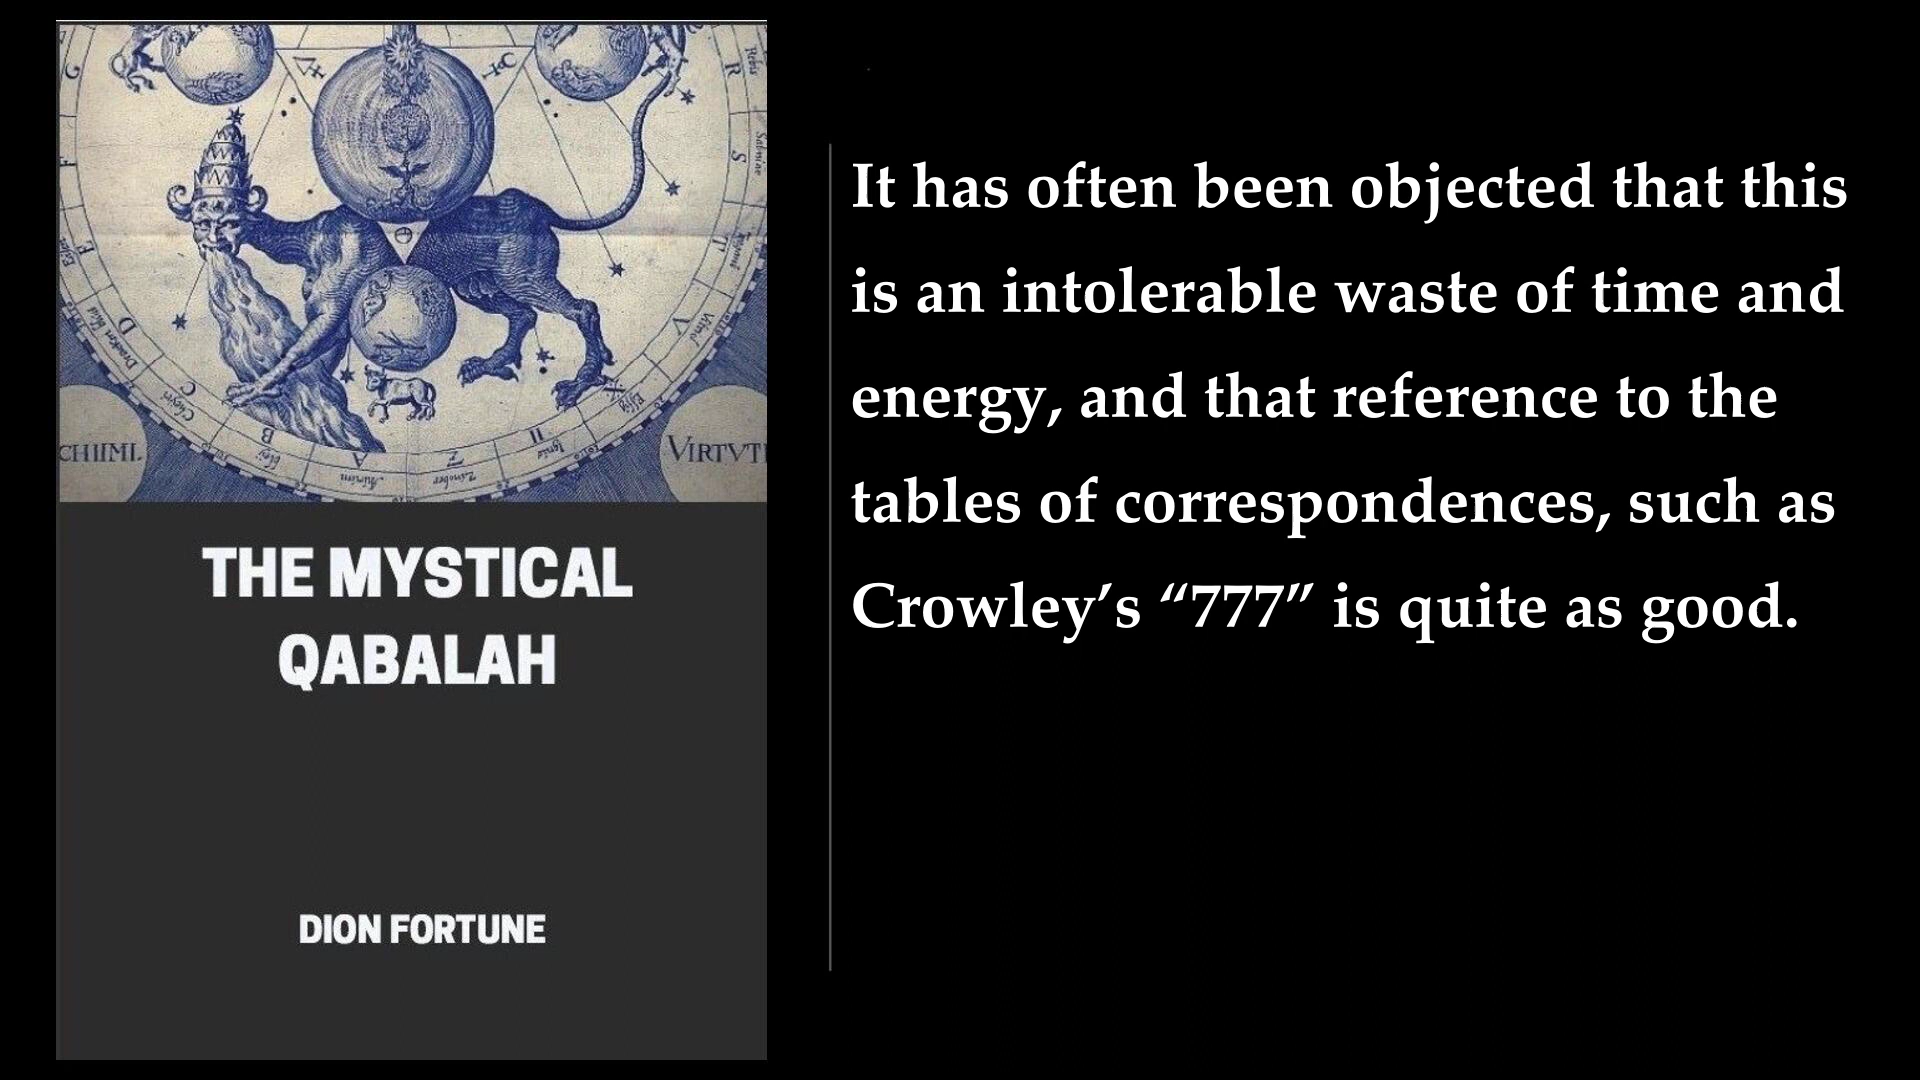 G
R
F
S
E
T
D
V
C
B
A
Z
CHIIMI.
VIRTVTI
THE MYSTICAL
QABALAH
DION FORTUNE
It has often been objected that this
is an intolerable waste of time and
energy, and that reference to the
tables of correspondences, such as
Crowley’s “777” is quite as good.